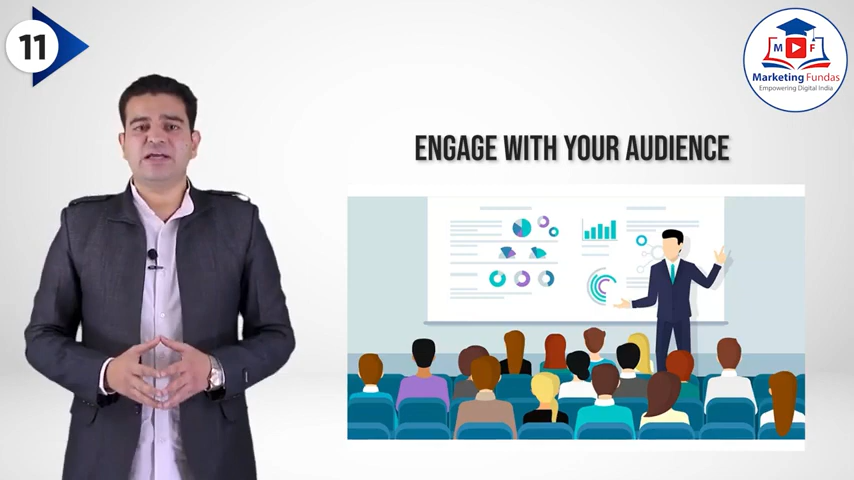 11
M F
Marketing Fundas
Empowering Digital India
ENGAGE WITH YOUR AUDIENCE